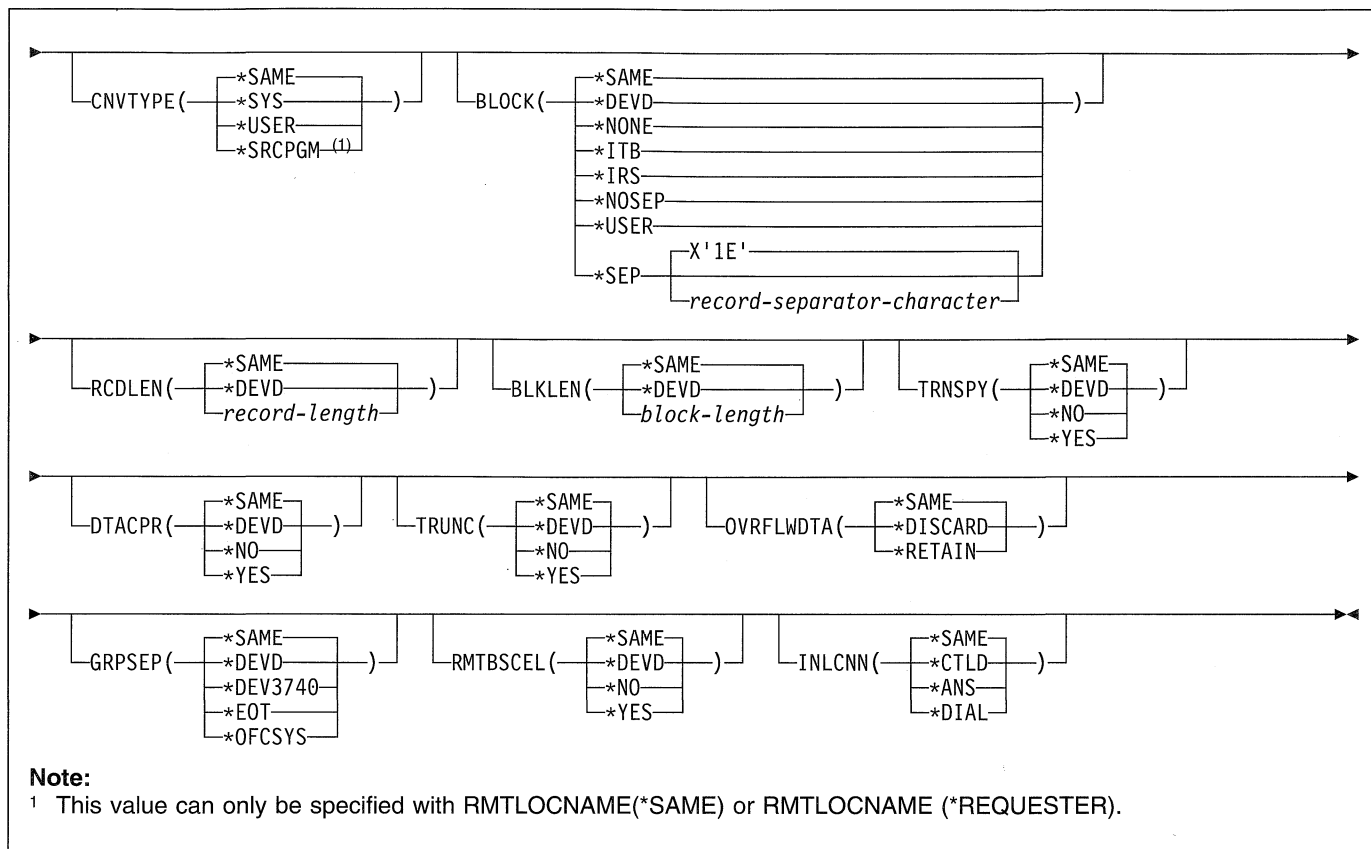 CNVTYPE(
*SAME
*SYS
*USER
*SRCPGM (1)
)
BLOCK(
*SAME
*DEVD
*NONE
*ITB
*IRS
*NOSEP
*USER
*SEP
X'1E'
record-separator-character
)
RCDLEN(
*SAME
*DEVD
record-length
)
BLKLEN(
*SAME
*DEVD
block-length
)
TRNSPY(
*SAME
*DEVD
*NO
*YES
)
DTACPR(
*SAME
*DEVD
*NO
*YES
)
TRUNC(
*SAME
*DEVD
*NO
*YES
)
OVRFLWDTA(
*SAME
*DISCARD
*RETAIN
)
GRPSEP(
*SAME
*DEVD
*DEV3740
*EOT
*OFCSYS
)
RMTBSCEL(
*SAME
*DEVD
*NO
*YES
)
INLCNN(
*SAME
*CTLD
*ANS
*DIAL
)
Note:
1 This value can only be specified with RMTLOCNAME(*SAME) or RMTLOCNAME (*REQUESTER).